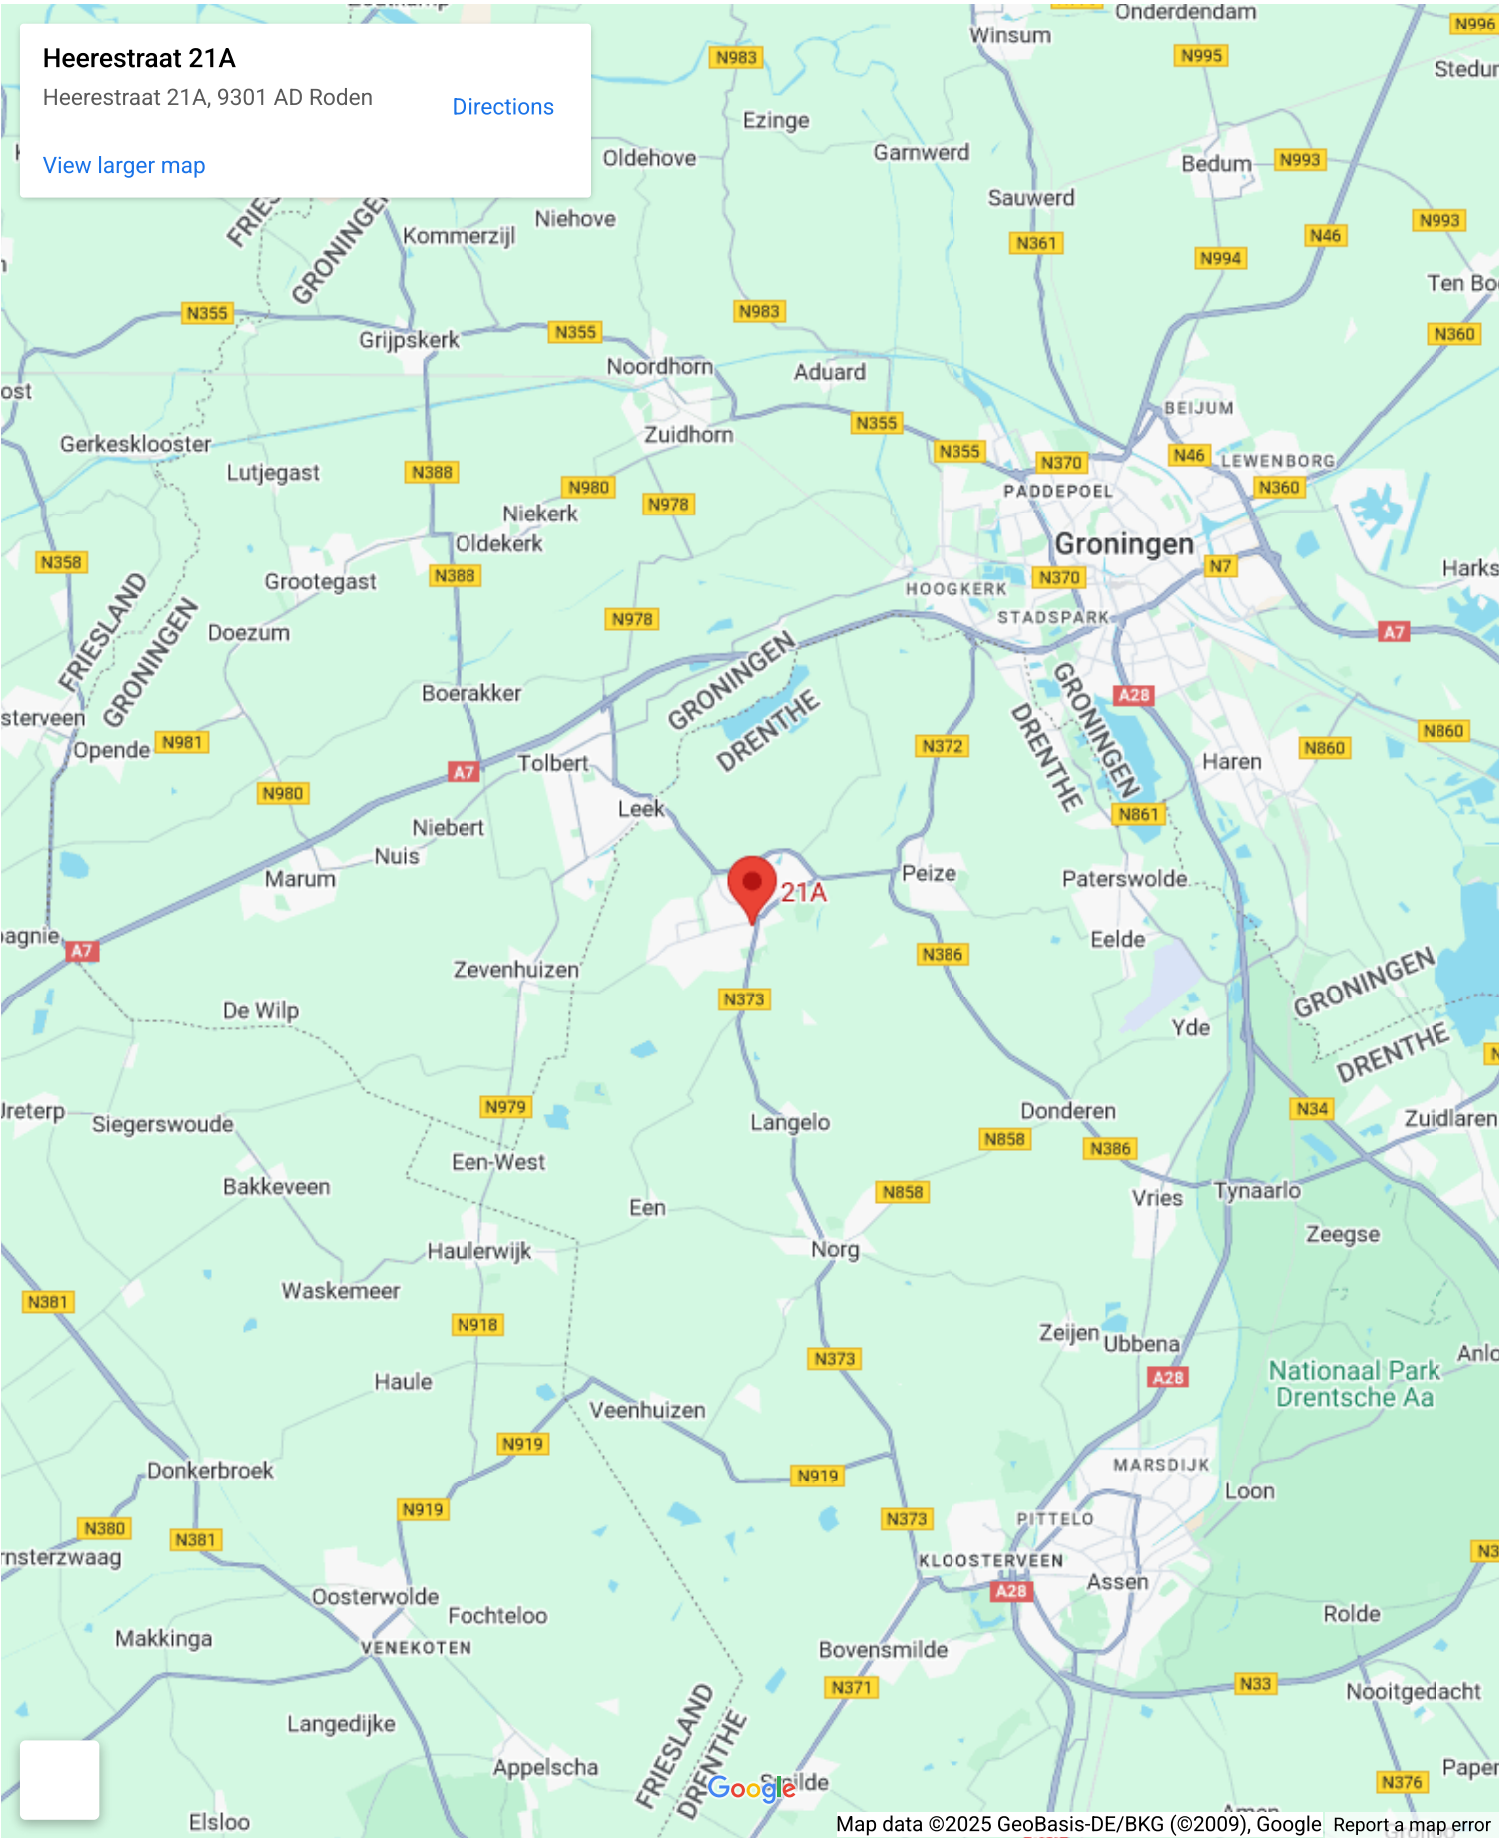 Heerestraat 21A
Heerestraat 21A, 9301 AD Roden
Directions
View larger map
Onderdendam
Winsum
N996
N983
N995
Ezinge
Oldehove
Garnwerd
Bedum
N993
Sauwerd
Niehove
N993
Kommerzijl
N46
N361
GRONINGEN
N994
N355
N983
Grijpskerk
N355
N360
Noordhorn
Aduard
BEIJUM
N355
Zuidhorn
Gerkesklooster
N355
N46
LEWENBORG
N370
Lutjegast
N388
N980
N360
PADDEPOEL
N978
Niekerk
Oldekerk
Groningen
N358
N7
Grootegast
N388
N370
HOOGKERK
N978
STADSPARK
Doezum
A7
FRIESLAND
GRONINGEN
GRONINGEN
Boerakker
A28
GRONINGEN
DRENTHE
DRENTHE
N860
Opende
N981
N372
N860
Haren
Tolbert
A7
N980
Leek
N861
Niebert
Nuis
Marum
Peize
Paterswolde
21A
Eelde
A7
N386
Zevenhuizen
GRONINGEN
N373
De Wilp
Yde
DRENTHE
N979
Donderen
N34
Siegerswoude
Langelo
Zuidlaren
N858
N386
Een-West
Bakkeveen
N858
Vries
Tynaarlo
Een
Zeegse
Haulerwijk
Norg
Waskemeer
N381
N918
Zeijen
Ubbena
N373
Nationaal Park
Drentsche Aa
A28
Haule
Veenhuizen
N919
Donkerbroek
MARSDIJK
N919
Loon
N919
PITTELO
N373
N380
N381
KLOOSTERVEEN
Assen
A28
Oosterwolde
Fochteloo
Rolde
Makkinga
VENEKOTEN
Bovensmilde
N371
N33
Nooitgedacht
FRIESLAND
DRENTHE
Langedijke
Appelscha
N376
Google
Elsloo
Map data ©2025 GeoBasis-DE/BKG (©2009), Google
Report a map error